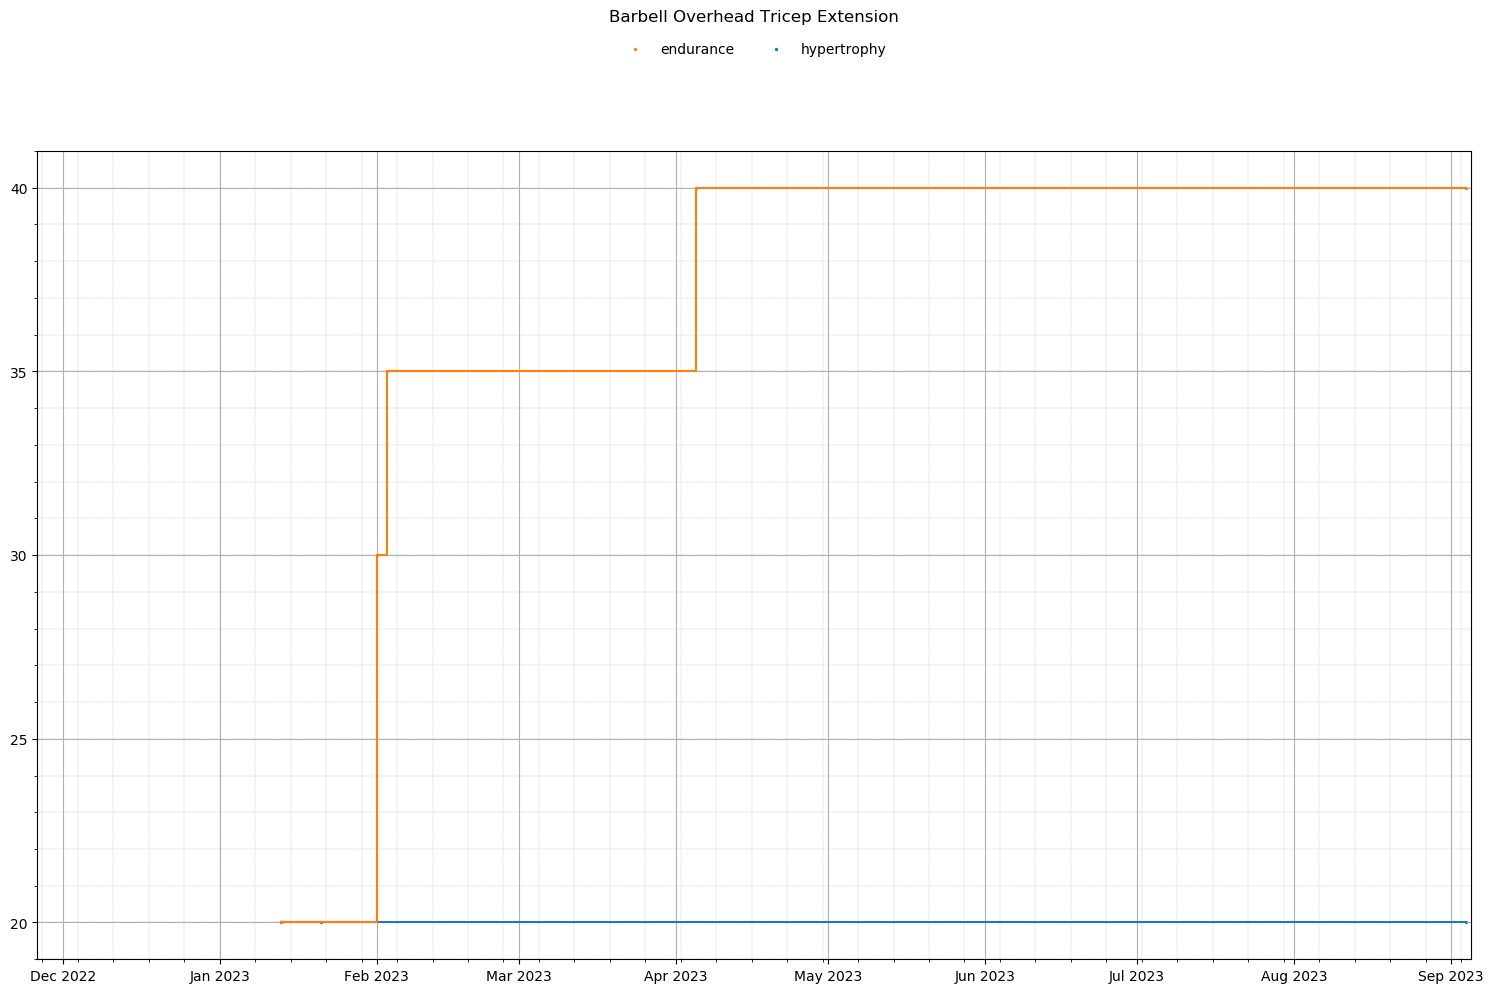 Barbell Overhead Tricep Extension
endurance hypertrophy
40
35
30
25
20
Dec 2022 Jan 2023 Feb 2023 Mar 2023 Apr 2023 May 2023 Jun 2023 Jul 2023 Aug 2023 Sep 2023